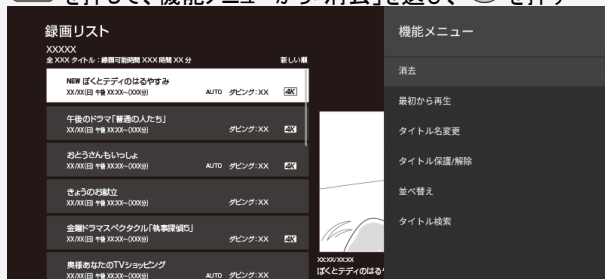 を押して、機能メニューから「消去」を選び、 を押す
録画リスト
XXXXX
全 XXX タイトル：録画可能時間 XXX 時間 XX 分
新しい順
NEW ぼくとテディのはるやすみ
XX/XX(日) 午後 XX:XX～(XXX分) AUTO ダビング：XX 4K
午後のドラマ「普通の人たち」
XX/XX(日) 午後 XX:XX～(XXX分) ダビング：XX 4K
おとうさんもいっしょ
XX/XX(日) 午後 XX:XX～(XXX分) AUTO ダビング：XX 4K
きょうのお献立
XX/XX(日) 午後 XX:XX～(XXX分) ダビング：XX
金曜ドラマスペクタクル「執事探偵5」
XX/XX(日) 午後 XX:XX～(XXX分) ダビング：XX 4K
奥様あなたのTVショッピング
XX/XX(日) 午後 XX:XX～(XXX分) AUTO ダビング：XX
XX:XX/XX:XX
ぼくとテディのはる
機能メニュー
消去
最初から再生
タイトル名変更
タイトル保護/解除
並べ替え
タイトル検索